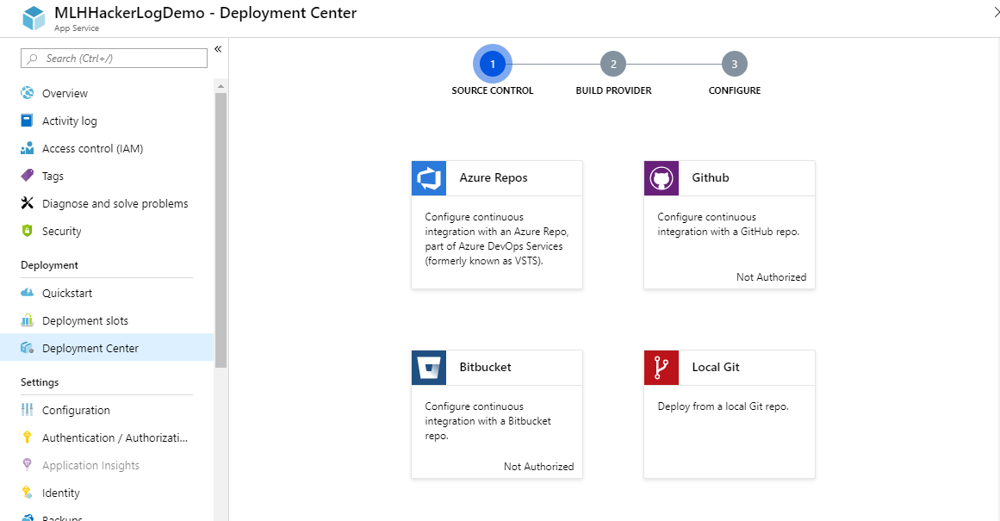 MLHHackerLogDemo - Deployment Center
App Service
Search (Ctrl+/)
«
Overview
Activity log
Access control (IAM)
Tags
Diagnose and solve problems
Security
Deployment
Quickstart
Deployment slots
Deployment Center
Settings
Configuration
Authentication / Authorizati...
Application Insights
Identity
Backups
1
2
3
SOURCE CONTROL
BUILD PROVIDER
CONFIGURE
Azure Repos
Configure continuous
integration with an Azure Repo,
part of Azure DevOps Services
(formerly known as VSTS).
Github
Configure continuous
integration with a GitHub repo.
Not Authorized
Bitbucket
Configure continuous
integration with a Bitbucket
repo.
Not Authorized
Local Git
Deploy from a local Git repo.